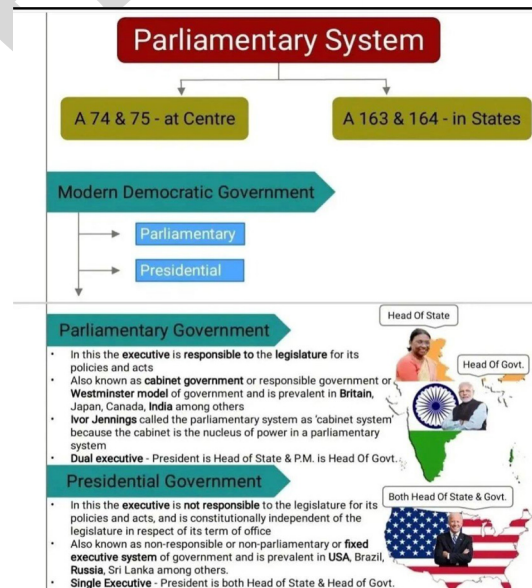 Parliamentary System
A 74 & 75 - at Centre
A 163 & 164 - in States
Modern Democratic Government
Parliamentary
Presidential
Head Of State
Parliamentary Government
Head Of Govt.
• In this the executive is responsible to the legislature for its
policies and acts
• Also known as cabinet government or responsible government or
Westminster model of government and is prevalent in Britain,
Japan, Canada, India among others
• Ivor Jennings called the parliamentary system as 'cabinet system'
because the cabinet is the nucleus of power in a parliamentary
system
• Dual executive - President is Head of State & P.M. is Head Of Govt.
Presidential Government
Both Head Of State & Govt.
• In this the executive is not responsible to the legislature for its
policies and acts, and is constitutionally independent of the
legislature in respect of its term of office
• Also known as non-responsible or non-parliamentary or fixed
executive system of government and is prevalent in USA, Brazil,
Russia, Sri Lanka among others.
• Single Executive - President is both Head of State & Head of Govt.